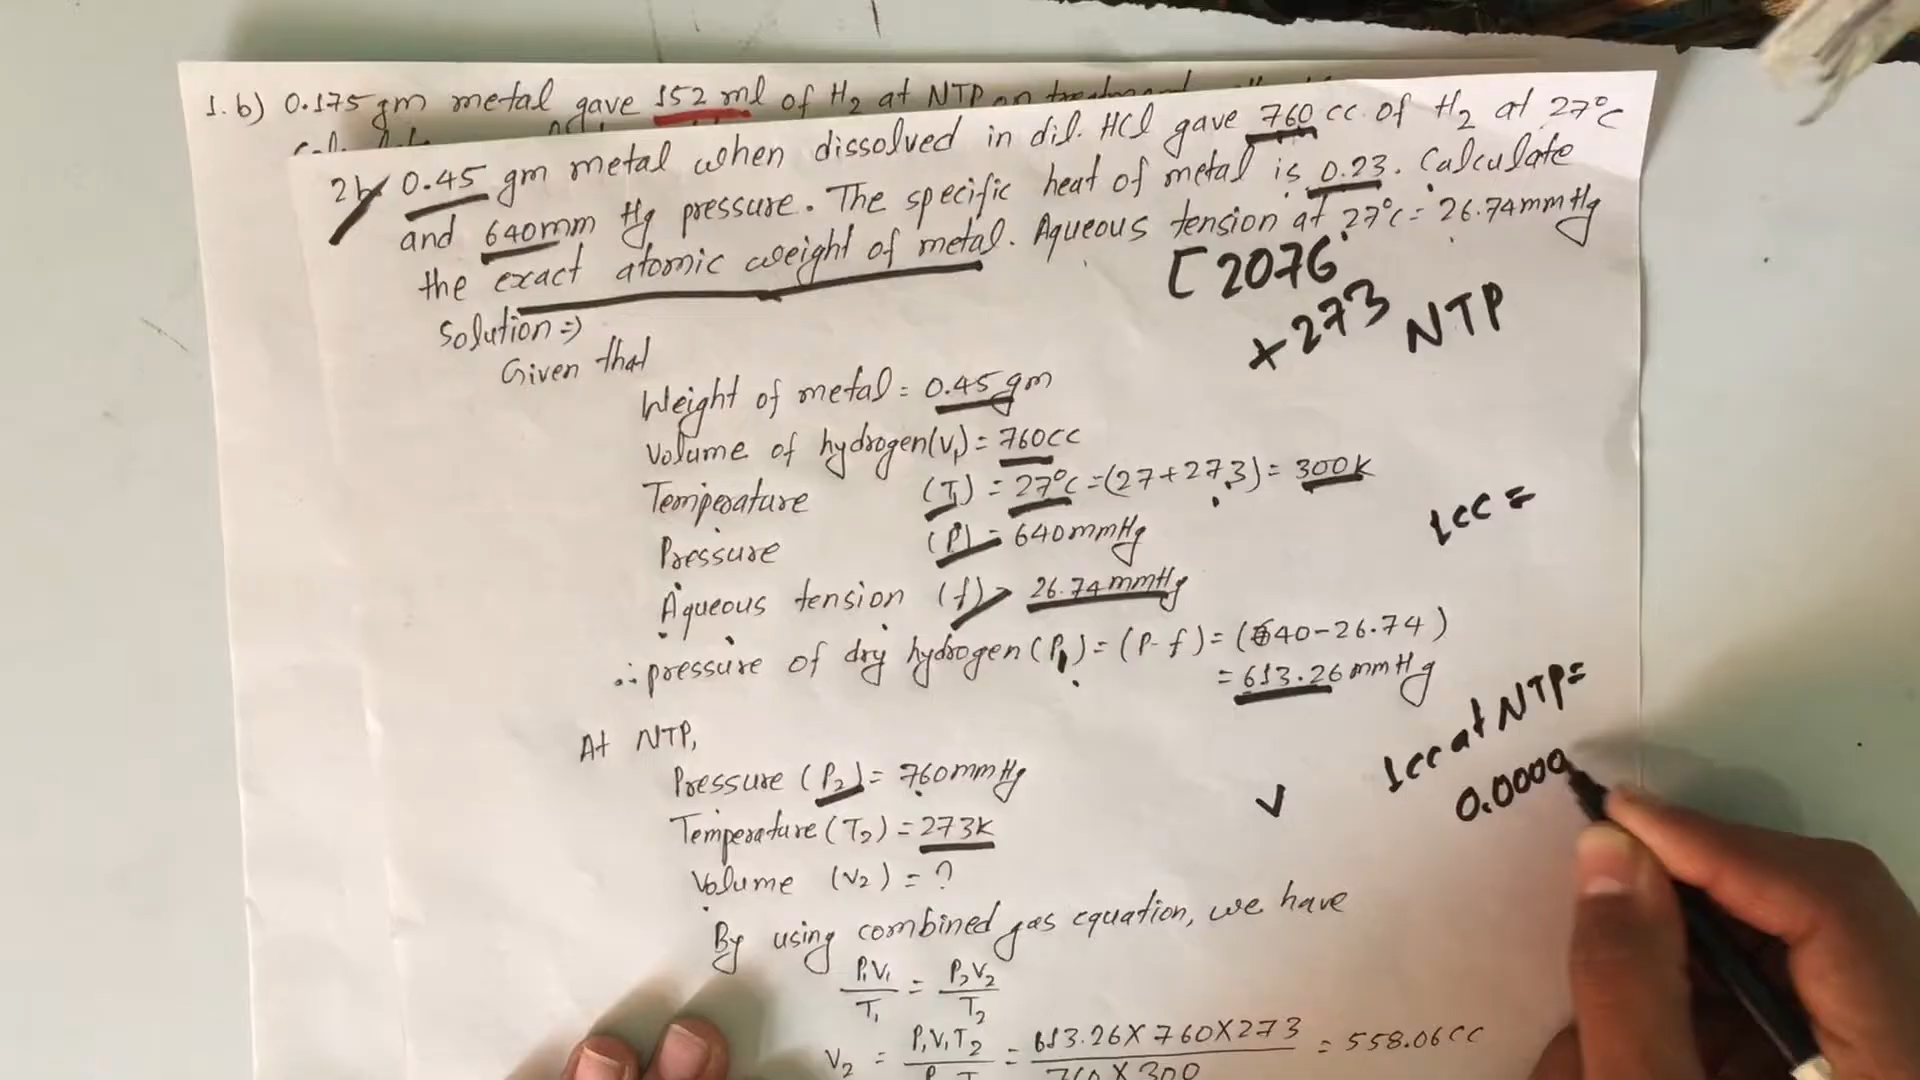 1.b) 0.175 gm metal gave 152 ml of H₂ at NTP on
2b) 0.45 gm metal when dissolved in dil. HCl gave 760 cc of H₂ at 27°C
and 640mm Hg pressure. The specific heat of metal is 0.23. Calculate
the exact atomic weight of metal. Aqueous tension at 27°C = 26.74mmHg
[2076
+273 NTP
Solution ⇒
Given that
Weight of metal = 0.45 gm
Volume of hydrogen (V₁) = 760cc
Temperature (T₁) = 27°C = (27+273) = 300K
1cc =
Pressure (P) = 640mmHg
Aqueous tension (f) = 26.74mmHg
∴ pressure of dry hydrogen (P₁) = (P-f) = (640-26.74)
= 613.26 mmHg
At NTP,
1cc at NTP =
0.0000
Pressure (P₂) = 760mmHg
V
Temperature (T₂) = 273K
Volume (V₂) = ?
By using combined gas equation, we have
P₁V₁/T₁ = P₂V₂/T₂
V₂ = P₁V₁T₂ = 613.26 X 760 X 273 = 558.06CC
760 X 300